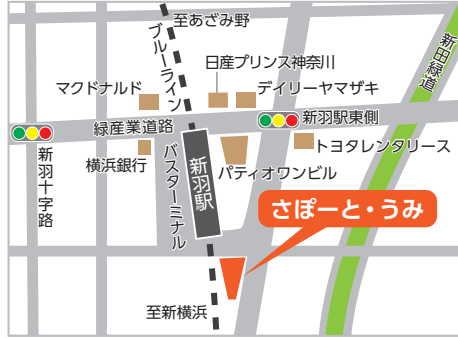 至あざみ野
ブルーライン
新田緑道
日産プリンス神奈川
マクドナルド
デイリーヤマザキ
新羽駅東側
緑産業道路
トヨタレンタリース
新羽十字路
横浜銀行
バスターミナル
新羽駅
パティオワンビル
さぽーと・うみ
至新横浜